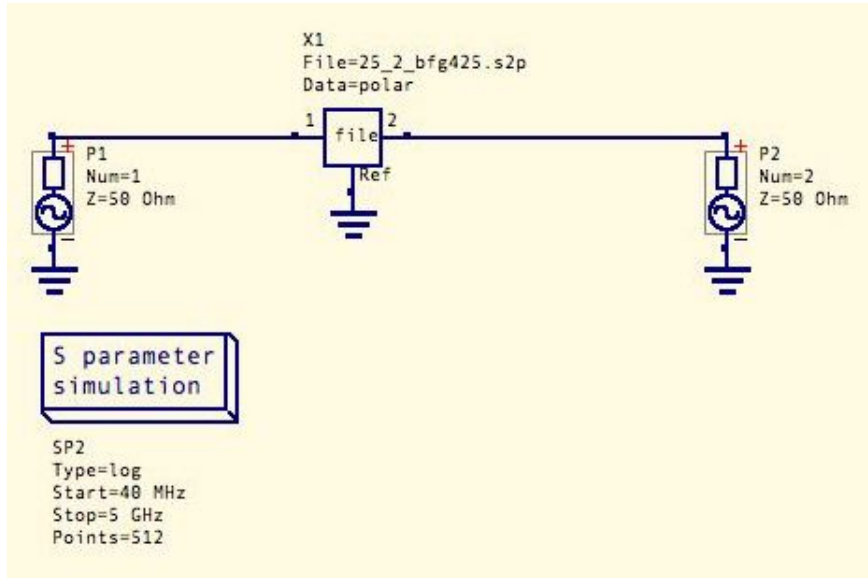 X1
File=25_2_bfg425.s2p
Data=polar
1
file
2
Ref
+
P1
Num=1
Z=50 Ohm
−
+
P2
Num=2
Z=50 Ohm
−
S parameter
simulation
SP2
Type=log
Start=40 MHz
Stop=5 GHz
Points=512